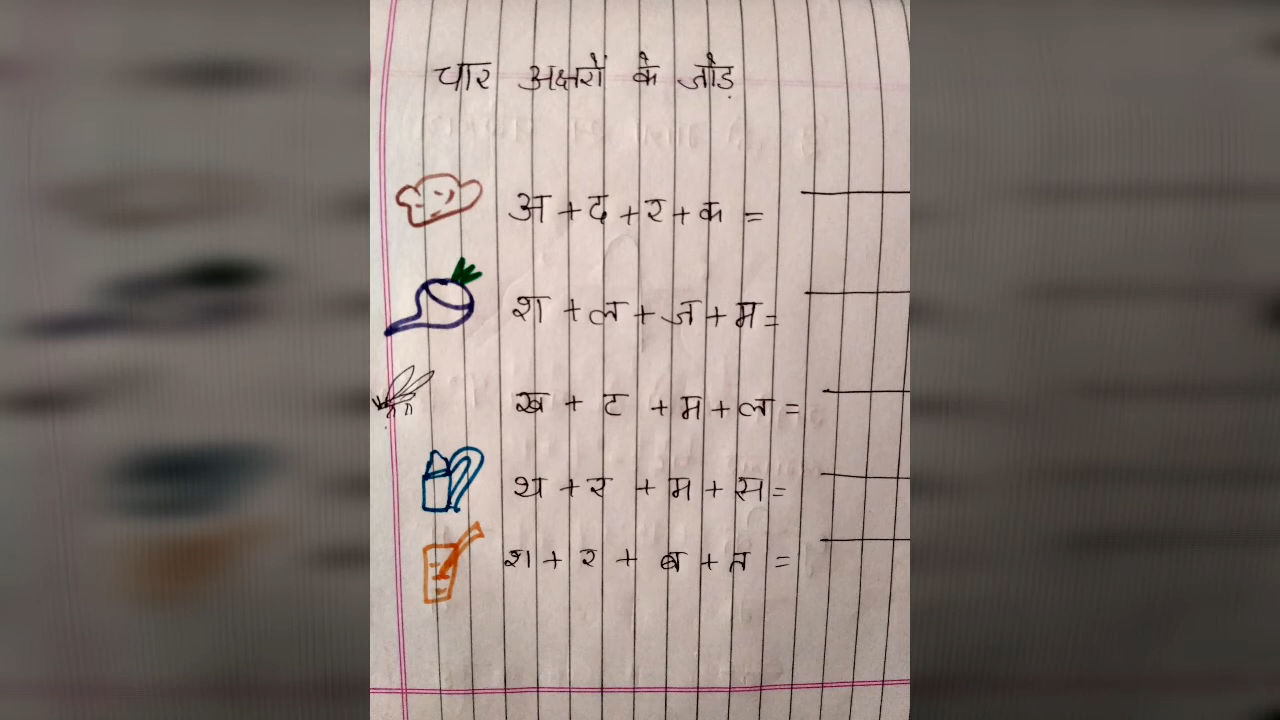 चार अक्षरों के जोड़
अ + द + र + क =
श + ल + ज + म =
ख + ट + म + ल =
थ + र + म + स =
श + र + ब + त =